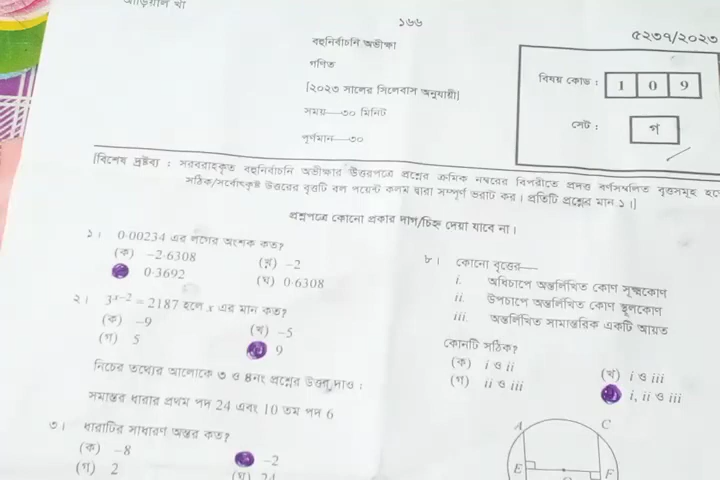 ১৬৬
৫২৩৭/২০২৩
বহুনির্বাচনি অভীক্ষা
গণিত
[২০২৩ সালের সিলেবাস অনুযায়ী]
সময়—৩০ মিনিট
পূর্ণমান—৩০
বিষয় কোড : 1 0 9
সেট : গ
[বিশেষ দ্রষ্টব্য : সরবরাহকৃত বহুনির্বাচনি অভীক্ষার উত্তরপত্রে প্রশ্নের ক্রমিক নম্বরের বিপরীতে প্রদত্ত বর্ণসম্বলিত বৃত্তসমূহ হতে
সঠিক/সর্বোৎকৃষ্ট উত্তরের বৃত্তটি বল পয়েন্ট কলম দ্বারা সম্পূর্ণ ভরাট কর। প্রতিটি প্রশ্নের মান ১।]
প্রশ্নপত্রে কোনো প্রকার দাগ/চিহ্ন দেয়া যাবে না।
১। 0·00234 এর লগের অংশক কত?
(ক) −2·6308
(খ) −2
0·3692
(ঘ) 0·6308
২। 3ˣ⁻² = 2187 হলে x এর মান কত?
(ক) −9
(খ) −5
(গ) 5
9
নিচের তথ্যের আলোকে ৩ ও ৪নং প্রশ্নের উত্তর দাও :
সমান্তর ধারার প্রথম পদ 24 এবং 10 তম পদ 6
৩। ধারাটির সাধারণ অন্তর কত?
(ক) −8
−2
(গ) 2
(ঘ) 24
৮। কোনো বৃত্তের—
i. অধিচাপে অন্তর্লিখিত কোণ সূক্ষ্মকোণ
ii. উপচাপে অন্তর্লিখিত কোণ স্থূলকোণ
iii. অন্তর্লিখিত সামান্তরিক একটি আয়ত
কোনটি সঠিক?
(ক) i ও ii
(খ) i ও iii
(গ) ii ও iii
i, ii ও iii
A C
E F